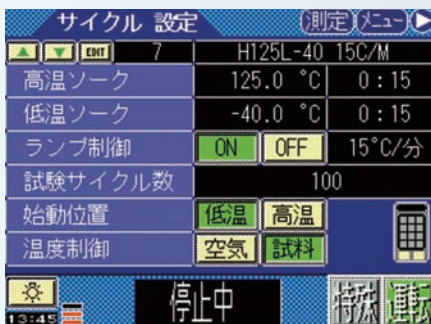 サイクル 設定 測定 メニュー
EDIT 7 H125L-40 15C/M
高温ソーク 125.0 °C 0:15
低温ソーク -40.0 °C 0:15
ランプ制御 ON OFF 15°C/分
試験サイクル数 100
始動位置 低温 高温
温度制御 空気 試料
13:45 停止中 特殊 運転